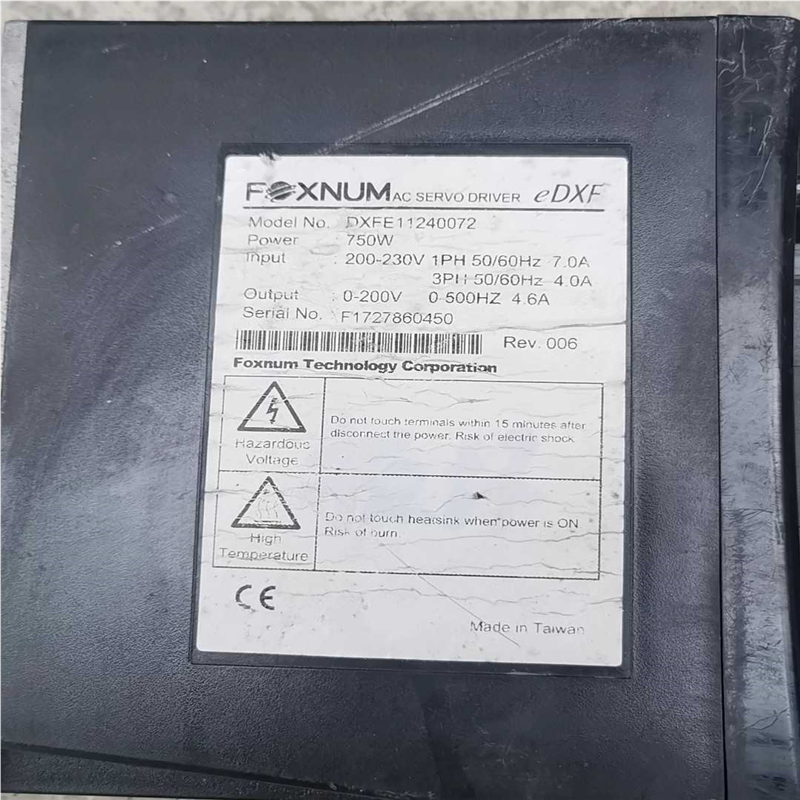 FOXNUM AC SERVO DRIVER eDXF
Model No. DXFE11240072
Power : 750W
Input : 200-230V 1PH 50/60Hz 7.0A
3PH 50/60Hz 4.0A
Output : 0-200V 0-500HZ 4.6A
Serial No. F1727860450
Rev. 006
Foxnum Technology Corporation
Hazardous
Voltage
Do not touch terminals within 15 minutes after
disconnect the power. Risk of electric shock
High
Temperature
Do not touch heatsink when power is ON
Risk of burn.
CE
Made in Taiwan